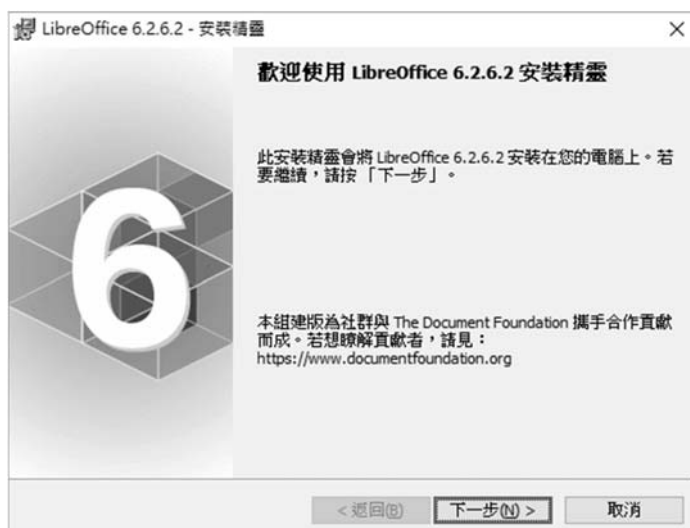 LibreOffice 6.2.6.2 - 安裝精靈
歡迎使用 LibreOffice 6.2.6.2 安裝精靈
此安裝精靈會將 LibreOffice 6.2.6.2 安裝在您的電腦上。若
要繼續，請按「下一步」。
6
本組建版為社群與 The Document Foundation 攜手合作貢獻
而成。若想瞭解貢獻者，請見：
https://www.documentfoundation.org
< 返回(B)
下一步(N) >
取消